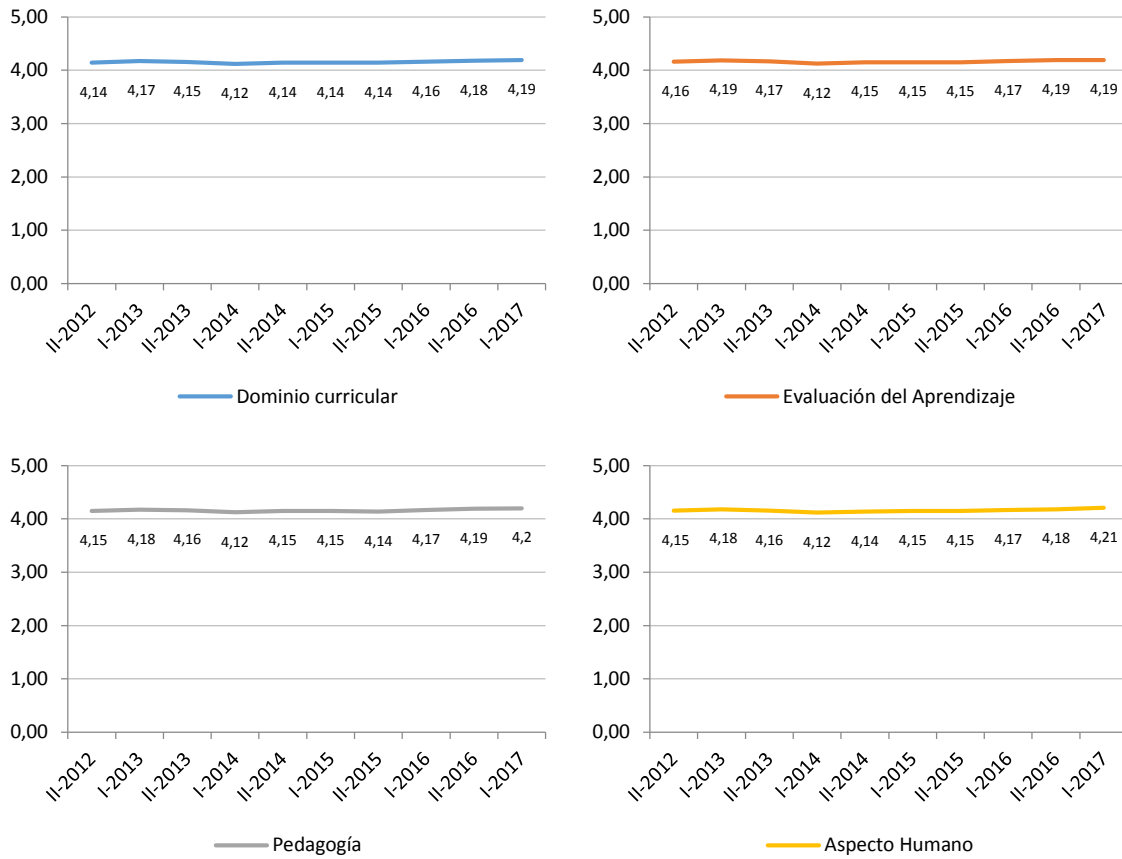 5,00
4,00
3,00
2,00
1,00
0,00
4,14 4,17 4,15 4,12 4,14 4,14 4,14 4,16 4,18 4,19
II-2012 I-2013 II-2013 I-2014 II-2014 I-2015 II-2015 I-2016 II-2016 I-2017
Dominio curricular
5,00
4,00
3,00
2,00
1,00
0,00
4,16 4,19 4,17 4,12 4,15 4,15 4,15 4,17 4,19 4,19
II-2012 I-2013 II-2013 I-2014 II-2014 I-2015 II-2015 I-2016 II-2016 I-2017
Evaluación del Aprendizaje
5,00
4,00
3,00
2,00
1,00
0,00
4,15 4,18 4,16 4,12 4,15 4,15 4,14 4,17 4,19 4,2
II-2012 I-2013 II-2013 I-2014 II-2014 I-2015 II-2015 I-2016 II-2016 I-2017
Pedagogía
5,00
4,00
3,00
2,00
1,00
0,00
4,15 4,18 4,16 4,12 4,14 4,15 4,15 4,17 4,18 4,21
II-2012 I-2013 II-2013 I-2014 II-2014 I-2015 II-2015 I-2016 II-2016 I-2017
Aspecto Humano